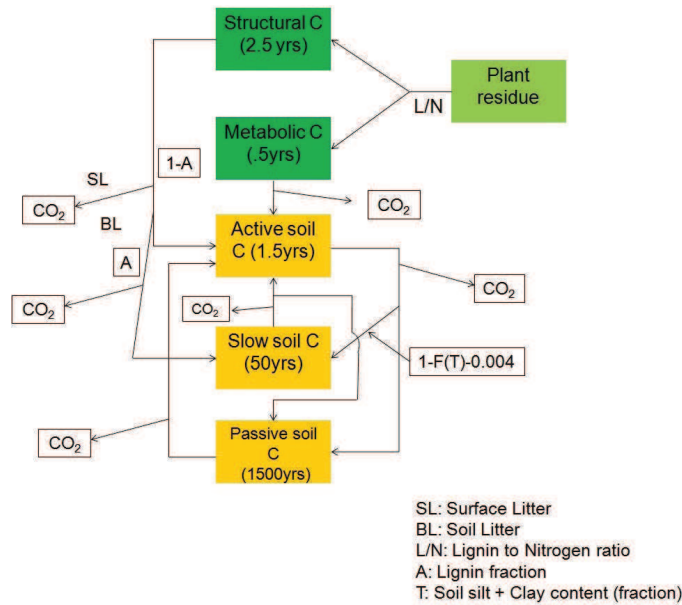 Structural C
(2.5 yrs)
Plant
residue
L/N
Metabolic C
(.5yrs)
1-A
SL
CO2
CO2
BL
Active soil
C (1.5yrs)
A
CO2
CO2
CO2
Slow soil C
(50yrs)
1-F(T)-0.004
CO2
Passive soil
C
(1500yrs)
SL: Surface Litter
BL: Soil Litter
L/N: Lignin to Nitrogen ratio
A: Lignin fraction
T: Soil silt + Clay content (fraction)